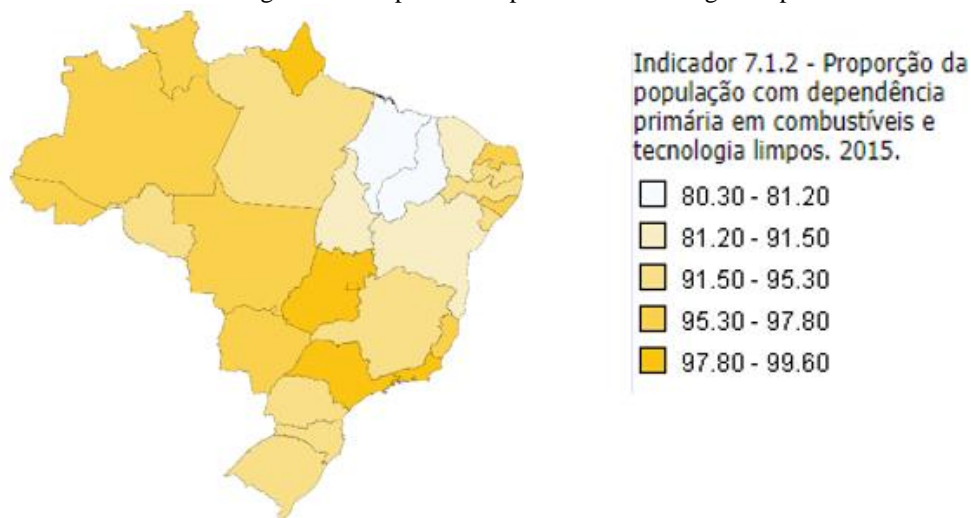 Indicador 7.1.2 - Proporção da
população com dependência
primária em combustíveis e
tecnologia limpos. 2015.
80.30 - 81.20
81.20 - 91.50
91.50 - 95.30
95.30 - 97.80
97.80 - 99.60